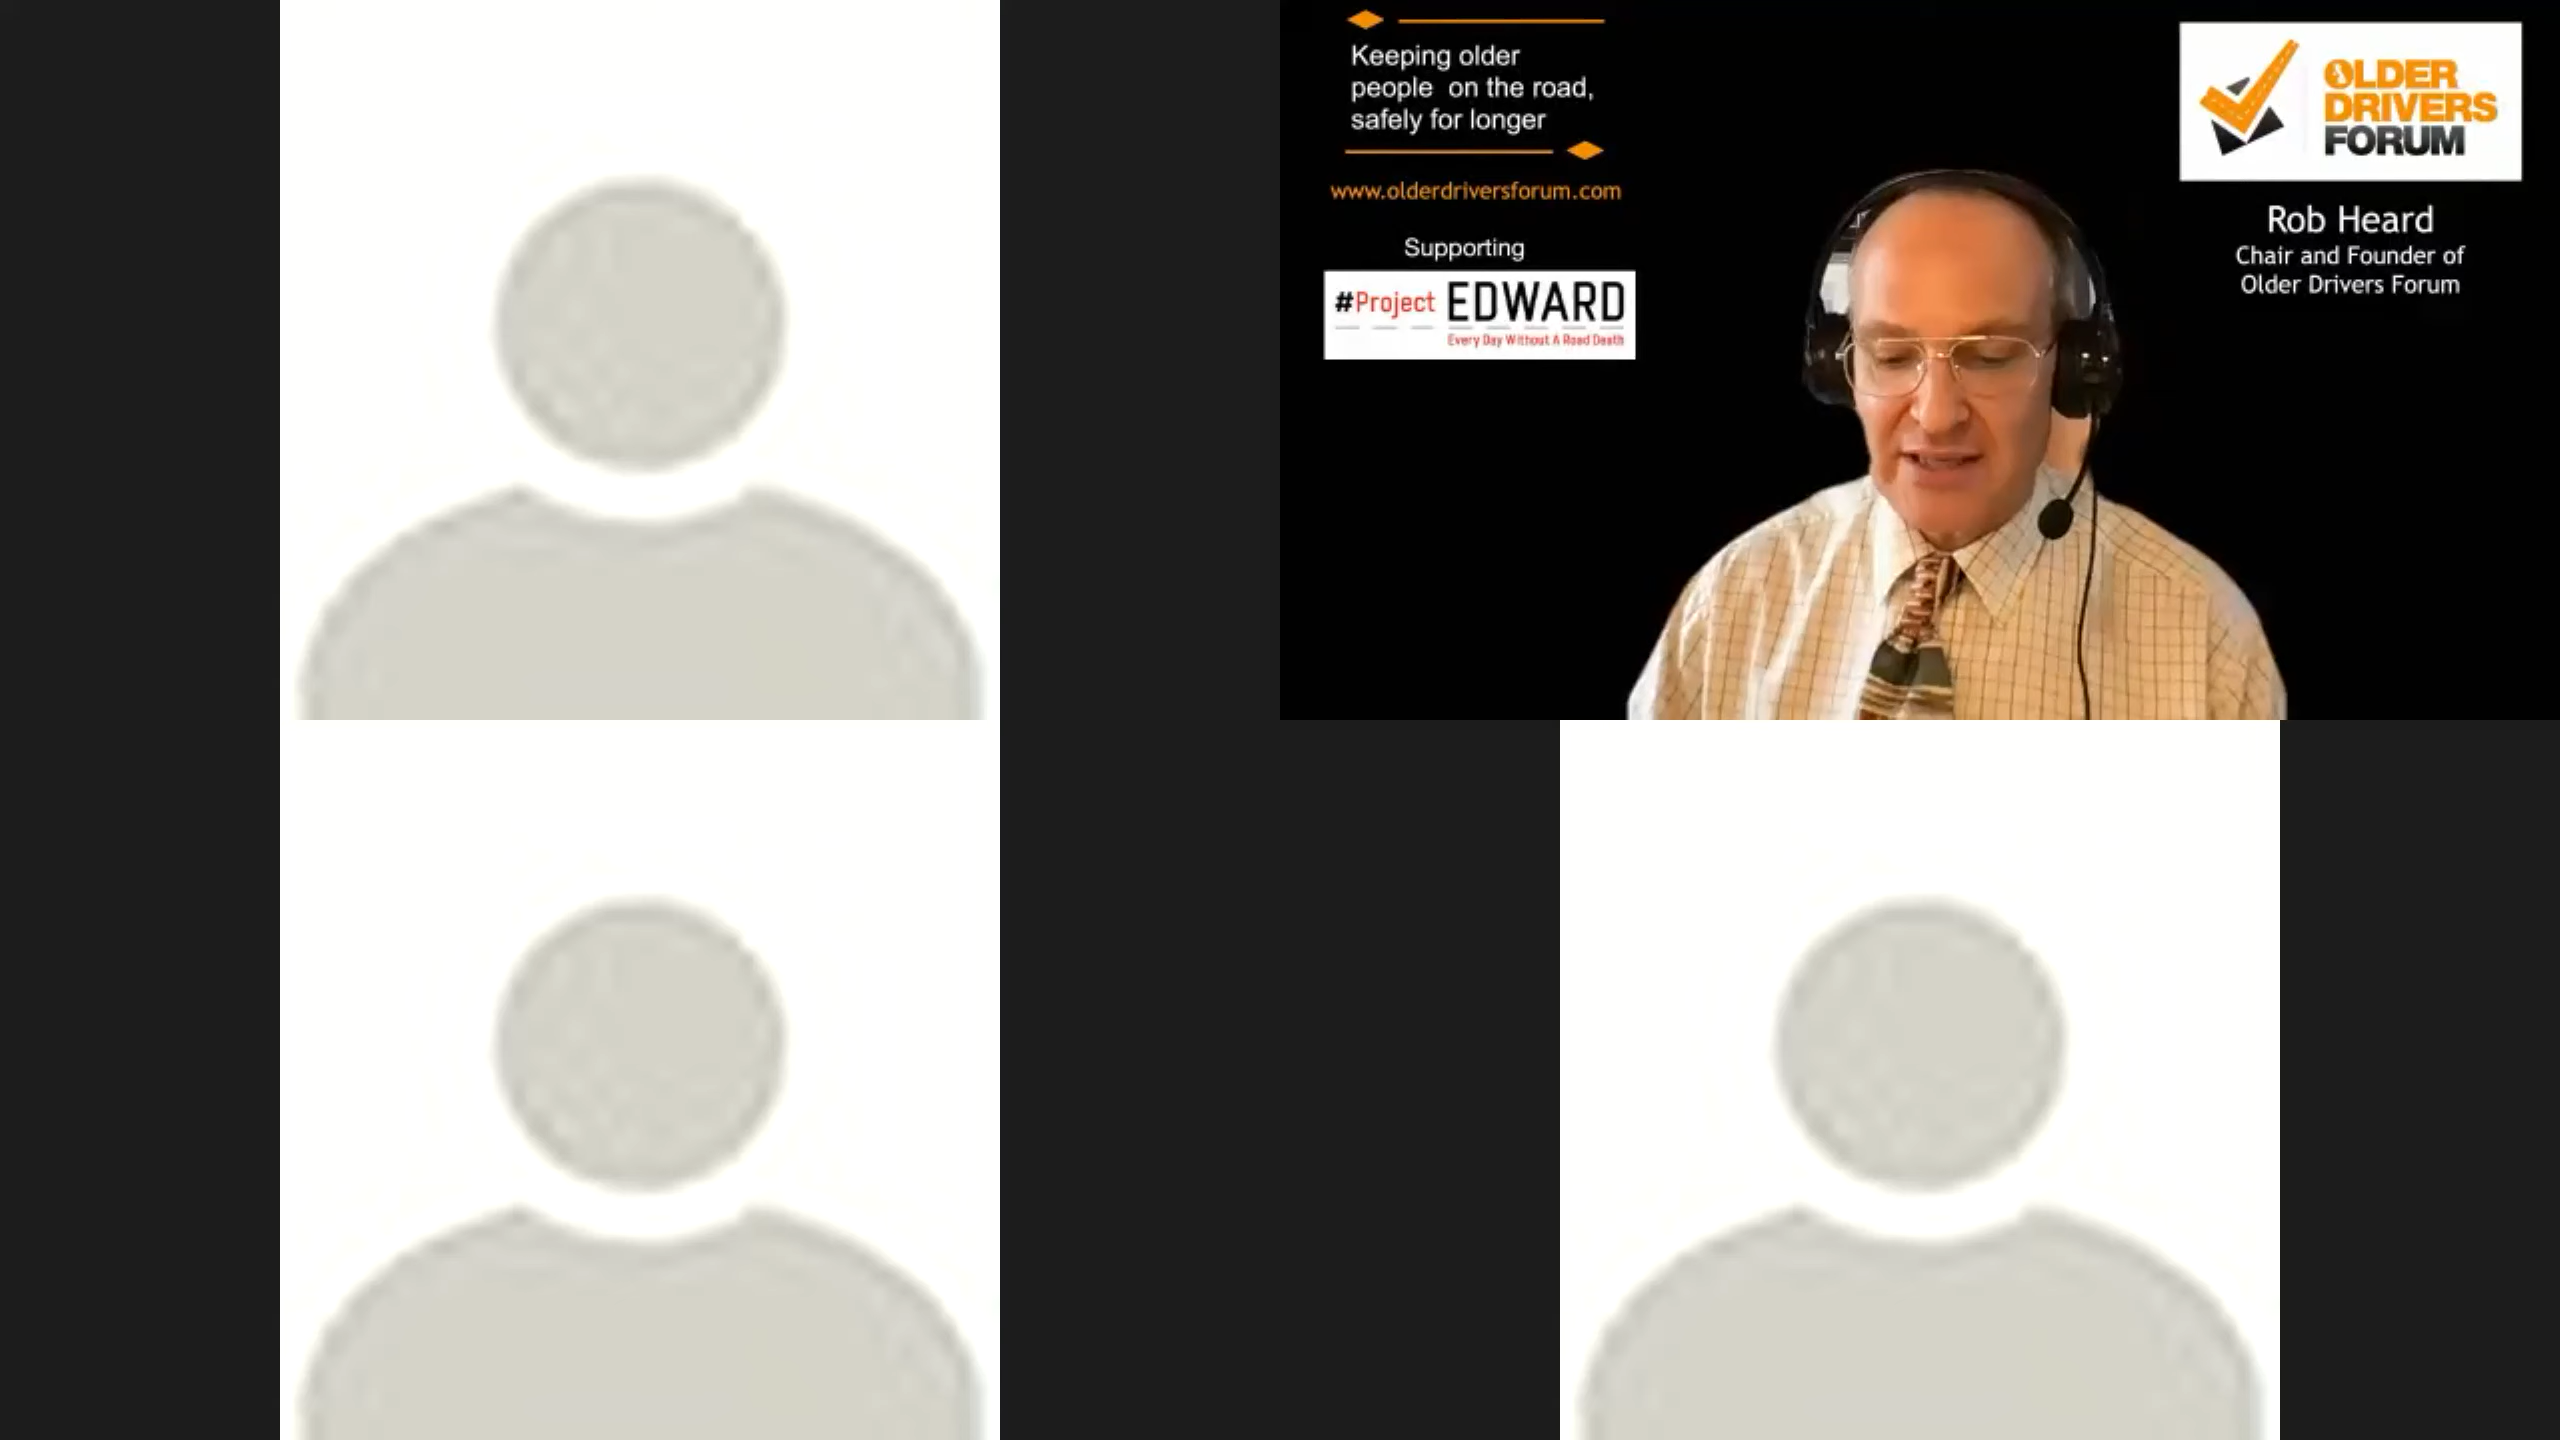 Keeping older
people on the road,
safely for longer
www.olderdriversforum.com
Supporting
#Project EDWARD
Every Day Without A Road Death
OLDER
DRIVERS
FORUM
Rob Heard
Chair and Founder of
Older Drivers Forum